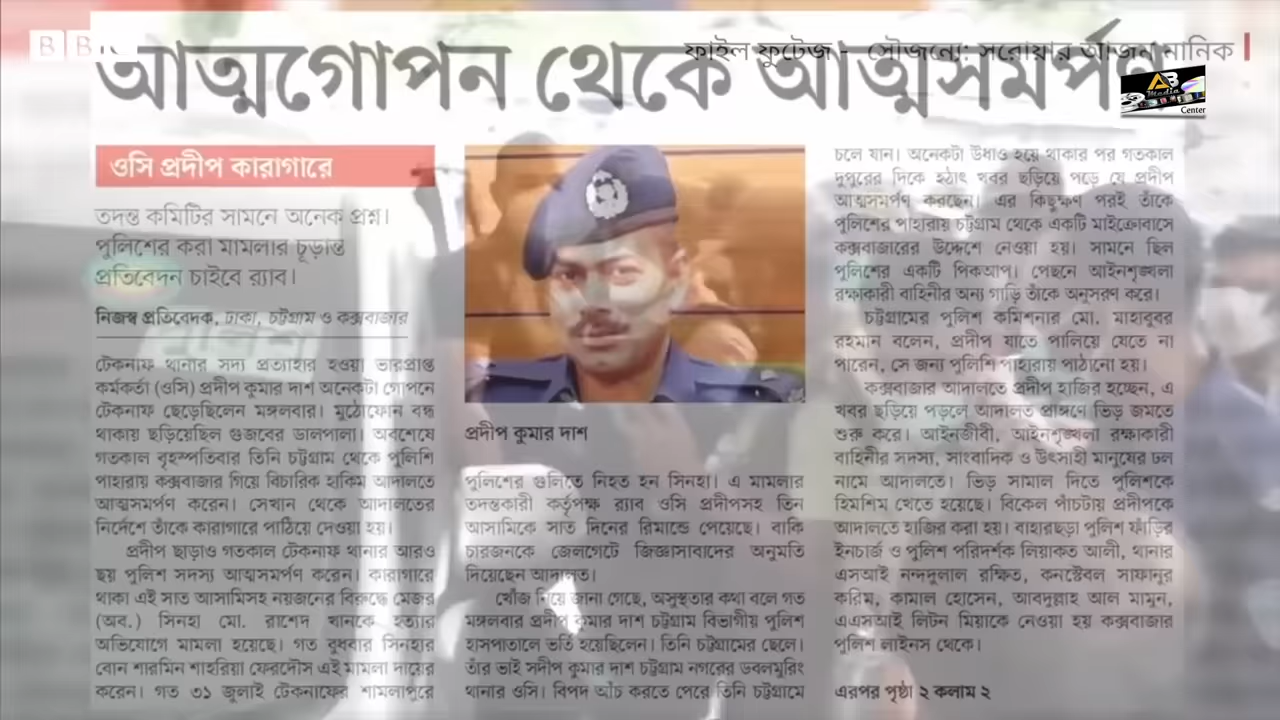 BBC
ফাইল ফুটেজ - সৌজন্যে: সরোয়ার আজম মানিক
আত্মগোপন থেকে আত্মসমর্পণ
AB
Media
Center
ওসি প্রদীপ কারাগারে
তদন্ত কমিটির সামনে অনেক প্রশ্ন।
পুলিশের করা মামলার চূড়ান্ত
প্রতিবেদন চাইবে র‍্যাব।
নিজস্ব প্রতিবেদক, ঢাকা, চট্টগ্রাম ও কক্সবাজার
টেকনাফ থানার সদ্য প্রত্যাহার হওয়া ভারপ্রাপ্ত
কর্মকর্তা (ওসি) প্রদীপ কুমার দাশ অনেকটা গোপনে
টেকনাফ ছেড়েছিলেন মঙ্গলবার। মুঠোফোন বন্ধ
থাকায় ছড়িয়েছিল গুজবের ডালপালা। অবশেষে
গতকাল বৃহস্পতিবার তিনি চট্টগ্রাম থেকে পুলিশি
পাহারায় কক্সবাজার গিয়ে বিচারিক হাকিম আদালতে
আত্মসমর্পণ করেন। সেখান থেকে আদালতের
নির্দেশে তাঁকে কারাগারে পাঠিয়ে দেওয়া হয়।
প্রদীপ ছাড়াও গতকাল টেকনাফ থানার আরও
ছয় পুলিশ সদস্য আত্মসমর্পণ করেন। কারাগারে
থাকা এই সাত আসামিসহ নয়জনের বিরুদ্ধে মেজর
(অব.) সিনহা মো. রাশেদ খানকে হত্যার
অভিযোগে মামলা হয়েছে। গত বুধবার সিনহার
বোন শারমিন শাহরিয়া ফেরদৌস এই মামলা দায়ের
করেন। গত ৩১ জুলাই টেকনাফের শামলাপুরে
প্রদীপ কুমার দাশ
পুলিশের গুলিতে নিহত হন সিনহা। এ মামলার
তদন্তকারী কর্তৃপক্ষ র‍্যাব ওসি প্রদীপসহ তিন
আসামিকে সাত দিনের রিমান্ডে পেয়েছে। বাকি
চারজনকে জেলগেটে জিজ্ঞাসাবাদের অনুমতি
দিয়েছেন আদালত।
খোঁজ নিয়ে জানা গেছে, অসুস্থতার কথা বলে গত
মঙ্গলবার প্রদীপ কুমার দাশ চট্টগ্রাম বিভাগীয় পুলিশ
হাসপাতালে ভর্তি হয়েছিলেন। তিনি চট্টগ্রামের ছেলে।
তাঁর ভাই সদীপ কুমার দাশ চট্টগ্রাম নগরের ডবলমুরিং
থানার ওসি। বিপদ আঁচ করতে পেরে তিনি চট্টগ্রামে
চলে যান। অনেকটা উধাও হয়ে থাকার পর গতকাল
দুপুরের দিকে হঠাৎ খবর ছড়িয়ে পড়ে যে প্রদীপ
আত্মসমর্পণ করছেন। এর কিছুক্ষণ পরই তাঁকে
পুলিশের পাহারায় চট্টগ্রাম থেকে একটি মাইক্রোবাসে
কক্সবাজারের উদ্দেশে নেওয়া হয়। সামনে ছিল
পুলিশের একটি পিকআপ। পেছনে আইনশৃঙ্খলা
রক্ষাকারী বাহিনীর অন্য গাড়ি তাঁকে অনুসরণ করে।
চট্টগ্রামের পুলিশ কমিশনার মো. মাহাবুবর
রহমান বলেন, প্রদীপ যাতে পালিয়ে যেতে না
পারেন, সে জন্য পুলিশি পাহারায় পাঠানো হয়।
কক্সবাজার আদালতে প্রদীপ হাজির হচ্ছেন, এ
খবর ছড়িয়ে পড়লে আদালত প্রাঙ্গণে ভিড় জমতে
শুরু করে। আইনজীবী, আইনশৃঙ্খলা রক্ষাকারী
বাহিনীর সদস্য, সাংবাদিক ও উৎসাহী মানুষের ঢল
নামে আদালতে। ভিড় সামাল দিতে পুলিশকে
হিমশিম খেতে হয়েছে। বিকেল পাঁচটায় প্রদীপকে
আদালতে হাজির করা হয়। বাহারছড়া পুলিশ ফাঁড়ির
ইনচার্জ ও পুলিশ পরিদর্শক লিয়াকত আলী, থানার
এসআই নন্দদুলাল রক্ষিত, কনস্টেবল সাফানুর
করিম, কামাল হোসেন, আবদুল্লাহ আল মামুন,
এএসআই লিটন মিয়াকে নেওয়া হয় কক্সবাজার
পুলিশ লাইনস থেকে।
এরপর পৃষ্ঠা ২ কলাম ২